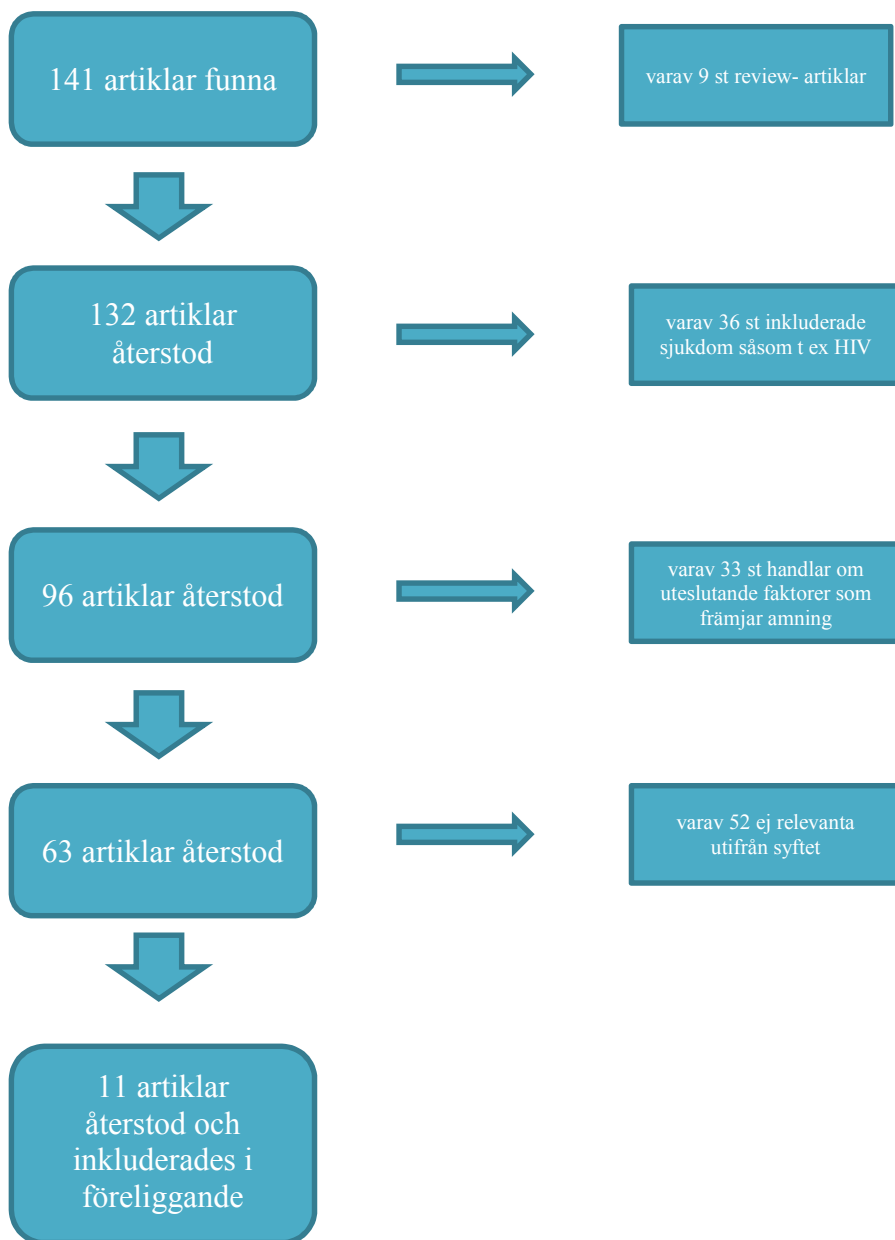 141 artiklar funna
varav 9 st review- artiklar
132 artiklar
återstod
varav 36 st inkluderade
sjukdom såsom t ex HIV
96 artiklar återstod
varav 33 st handlar om
uteslutande faktorer som
främjar amning
63 artiklar återstod
varav 52 ej relevanta
utifrån syftet
11 artiklar
återstod och
inkluderades i
föreliggande